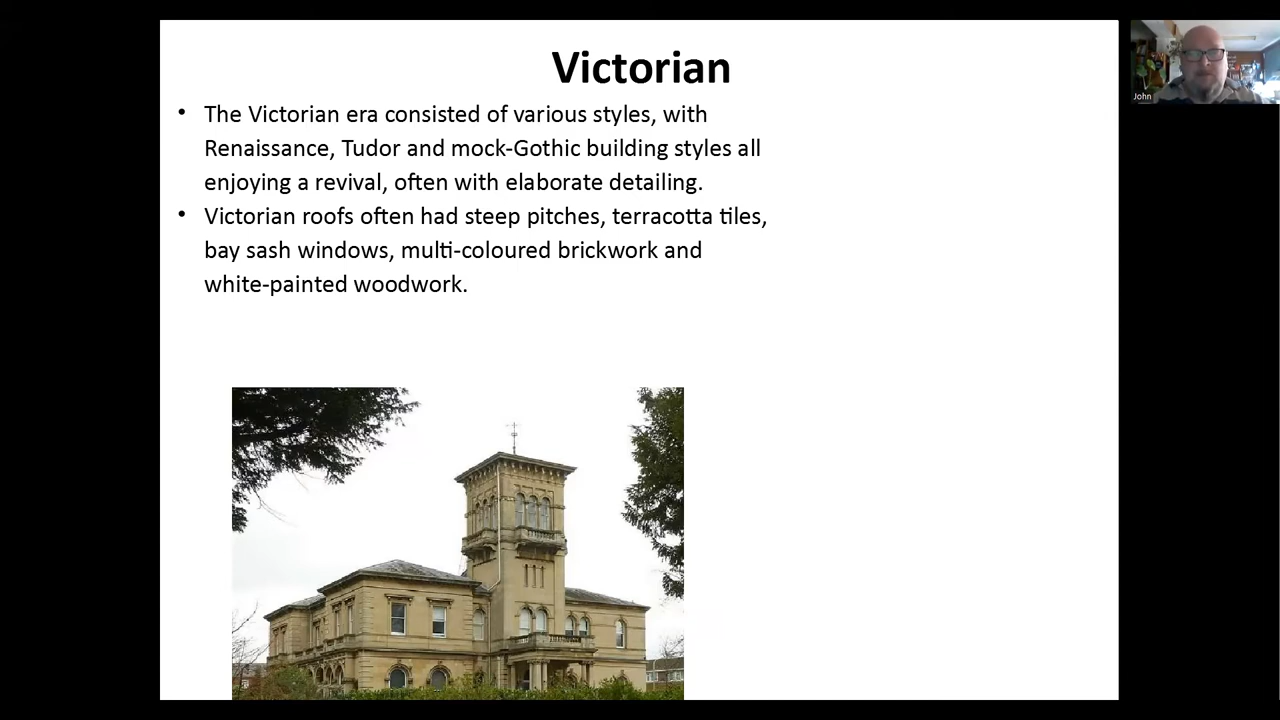 Victorian
• The Victorian era consisted of various styles, with
Renaissance, Tudor and mock-Gothic building styles all
enjoying a revival, often with elaborate detailing.
• Victorian roofs often had steep pitches, terracotta tiles,
bay sash windows, multi-coloured brickwork and
white-painted woodwork.
John